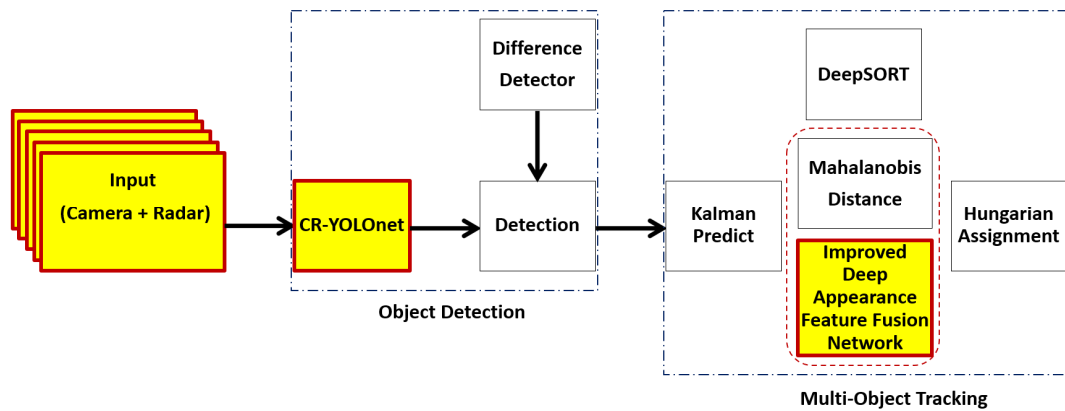 Input
(Camera + Radar)
CR-YOLOnet
Difference
Detector
Detection
Object Detection
Kalman
Predict
DeepSORT
Mahalanobis
Distance
Improved
Deep
Appearance
Feature Fusion
Network
Hungarian
Assignment
Multi-Object Tracking